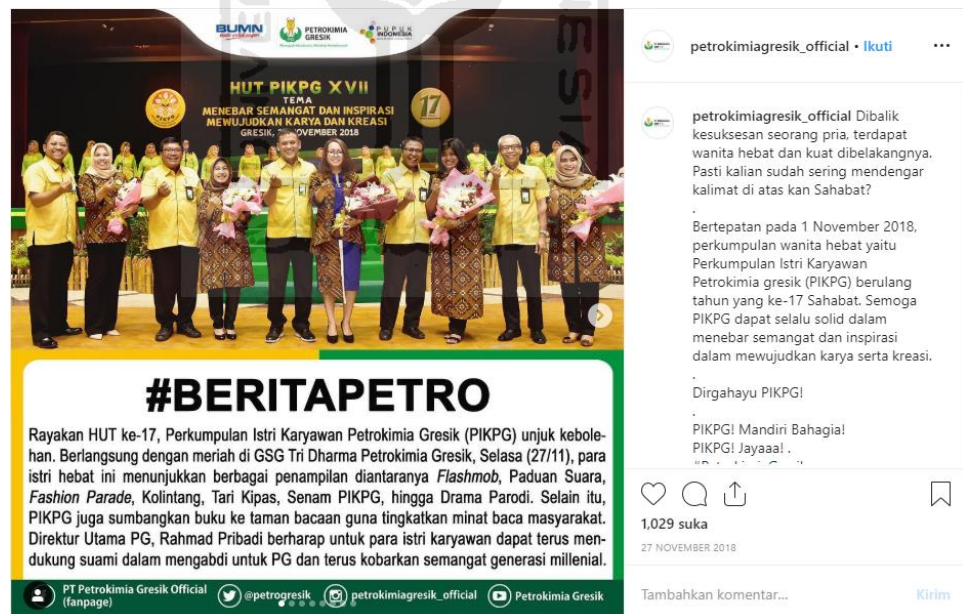 BUMN
PETROKIMIA
GRESIK
PUPUK
INDONESIA
HUT PIKPG XVII
TEMA
MENEBAR SEMANGAT DAN INSPIRASI
MEWUJUDKAN KARYA DAN KREASI
GRESIK, NOVEMBER 2018
PIKPG
17
#BERITAPETRO
Rayakan HUT ke-17, Perkumpulan Istri Karyawan Petrokimia Gresik (PIKPG) unjuk kebole-
han. Berlangsung dengan meriah di GSG Tri Dharma Petrokimia Gresik, Selasa (27/11), para
istri hebat ini menunjukkan berbagai penampilan diantaranya Flashmob, Paduan Suara,
Fashion Parade, Kolintang, Tari Kipas, Senam PIKPG, hingga Drama Parodi. Selain itu,
PIKPG juga sumbangkan buku ke taman bacaan guna tingkatkan minat baca masyarakat.
Direktur Utama PG, Rahmad Pribadi berharap untuk para istri karyawan dapat terus men-
dukung suami dalam mengabdi untuk PG dan terus kobarkan semangat generasi millenial.
PT Petrokimia Gresik Official
(fanpage)
@petrogresik
petrokimiagresik_official
Petrokimia Gresik
petrokimiagresik_official • Ikuti
petrokimiagresik_official Dibalik
kesuksesan seorang pria, terdapat
wanita hebat dan kuat dibelakangnya.
Pasti kalian sudah sering mendengar
kalimat di atas kan Sahabat?
.
Bertepatan pada 1 November 2018,
perkumpulan wanita hebat yaitu
Perkumpulan Istri Karyawan
Petrokimia gresik (PIKPG) berulang
tahun yang ke-17 Sahabat. Semoga
PIKPG dapat selalu solid dalam
menebar semangat dan inspirasi
dalam mewujudkan karya serta kreasi.
.
Dirgahayu PIKPG!
.
PIKPG! Mandiri Bahagia!
PIKPG! Jayaaa! .
1,029 suka
27 NOVEMBER 2018
Tambahkan komentar...
Kirim